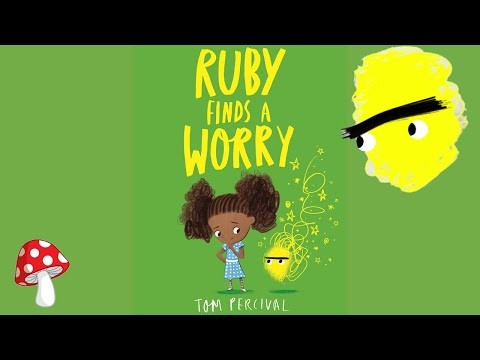 RUBY
FINDS A
WORRY
TOM PERCIVAL